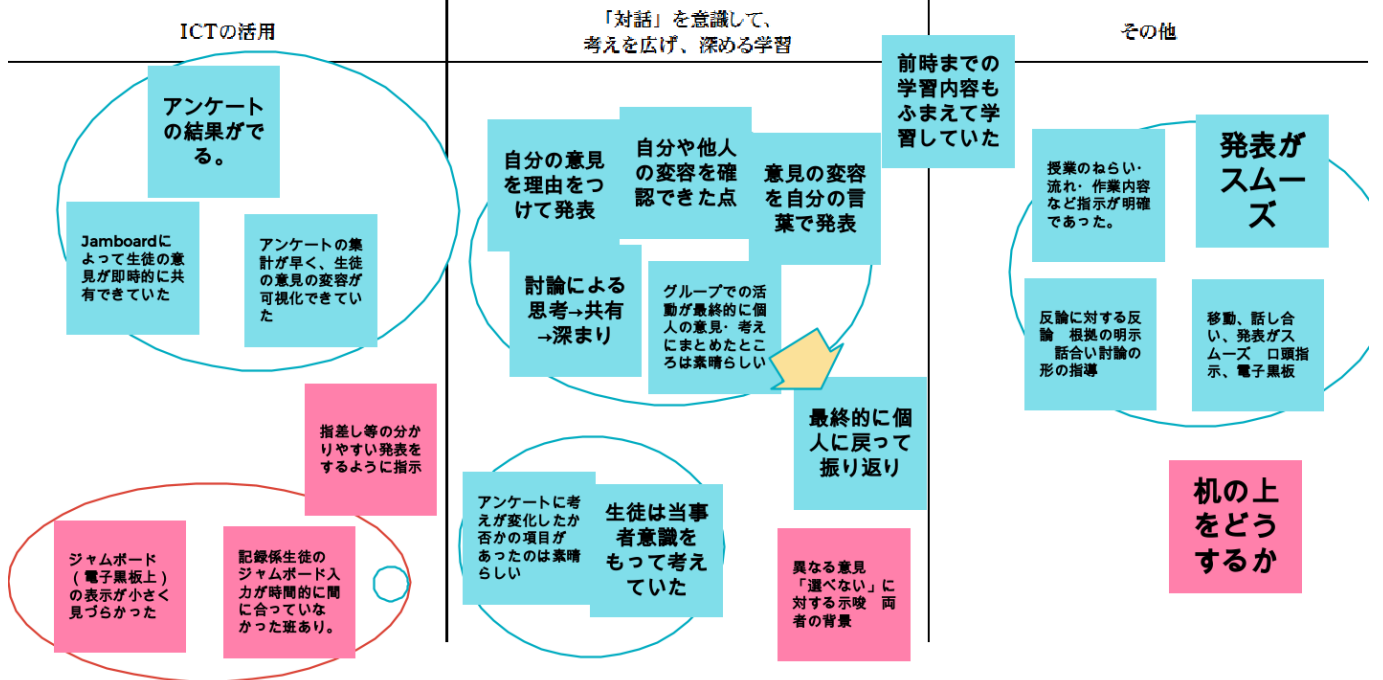 ICTの活用
「対話」を意識して、
考えを広げ、深める学習
その他
アンケート
の結果がで
る。
Jamboardに
よって生徒の意
見が即時的に共
有できていた
アンケートの集
計が早く、生徒
の意見の変容が
可視化できてい
た
指差し等の分か
りやすい発表を
するように指示
ジャムボード
（電子黒板上）
の表示が小さく
見づらかった
記録係生徒の
ジャムボード入
力が時間的に間
に合っていな
かった班あり。
自分の意見
を理由をつ
けて発表
自分や他人
の変容を確
認できた点
意見の変容
を自分の言
葉で発表
前時までの
学習内容も
ふまえて学
習していた
討論による
思考→共有
→深まり
グループでの活
動が最終的に個
人の意見・考え
にまとめたとこ
ろは素晴らしい
最終的に個
人に戻って
振り返り
アンケートに考
えが変化したか
否かの項目が
あったのは素晴
らしい
生徒は当事
者意識を
もって考え
ていた
異なる意見
「選べない」に
対する示唆　両
者の背景
授業のねらい・
流れ・作業内容
など指示が明確
であった。
発表が
スムー
ズ
反論に対する反
論　根拠の明示
　話合い討論の
形の指導
移動、話し合
い、発表がス
ムーズ　口頭指
示、電子黒板
机の上
をどう
するか